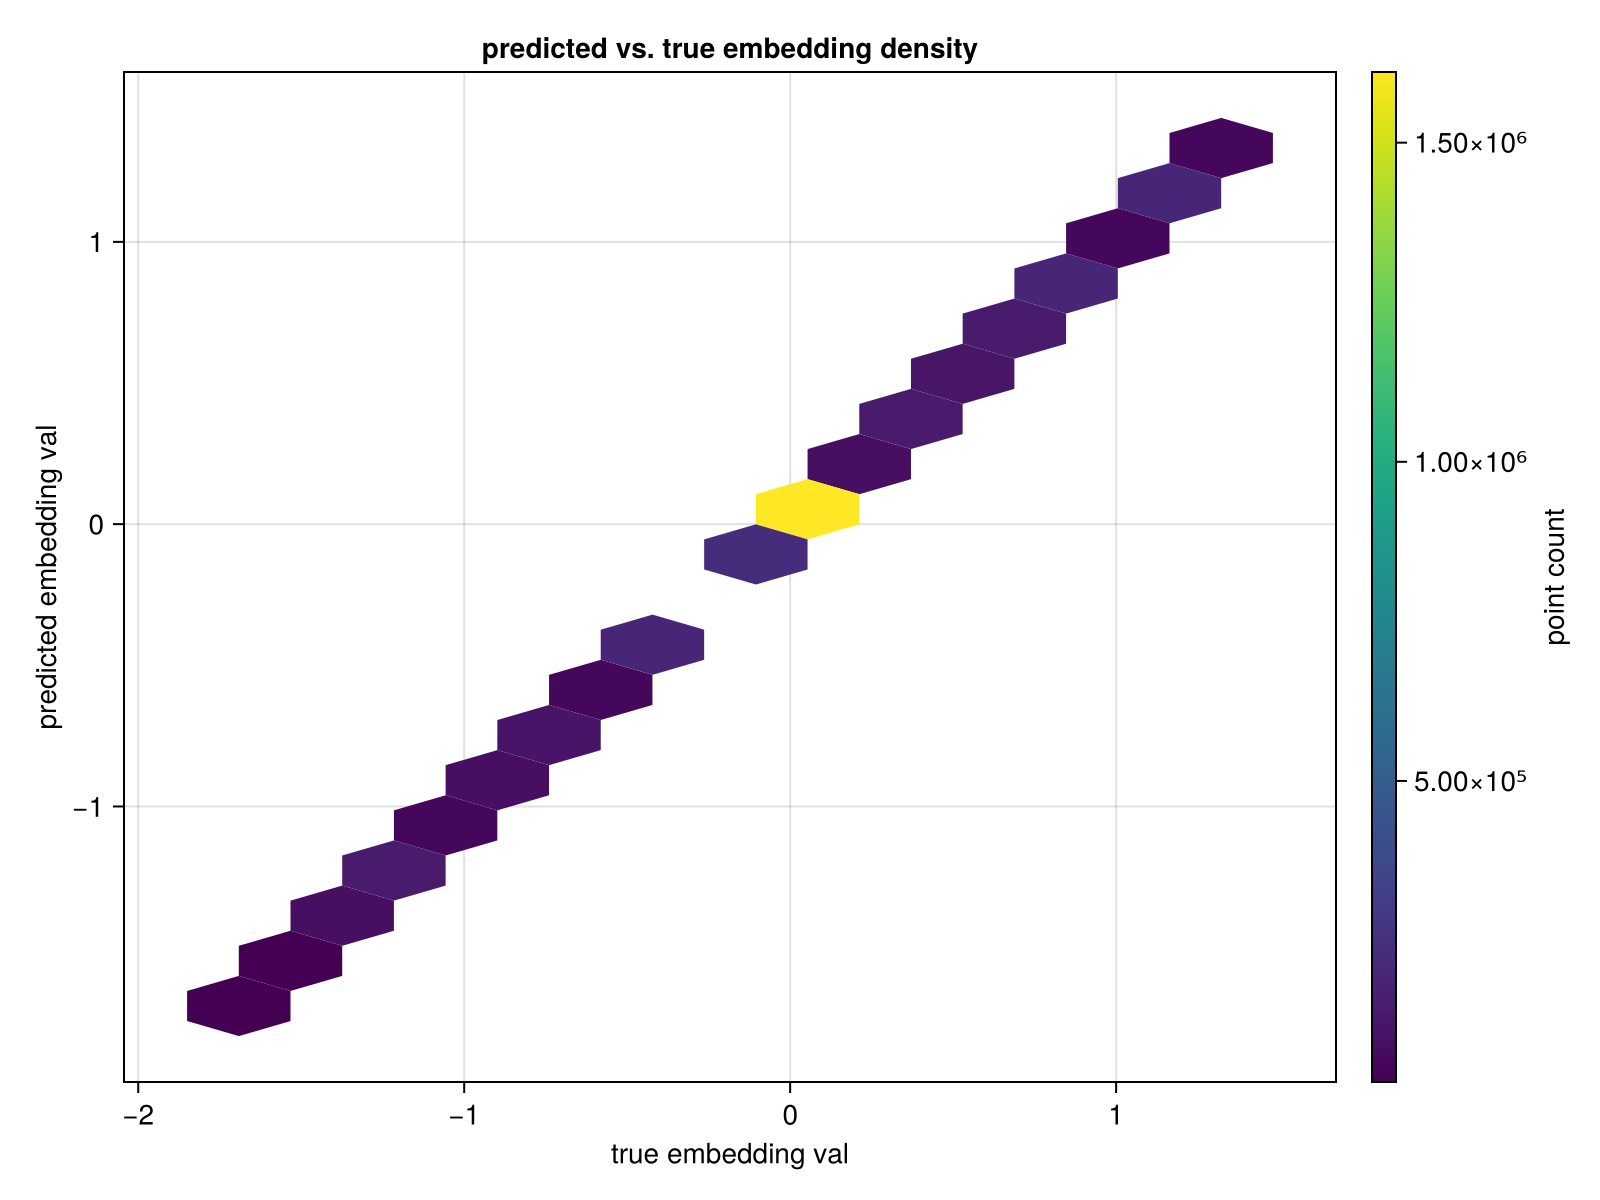 predicted vs. true embedding density
predicted embedding val
1
0
−1
−2
−1
0
1
true embedding val
1.50×10⁶
1.00×10⁶
5.00×10⁵
point count